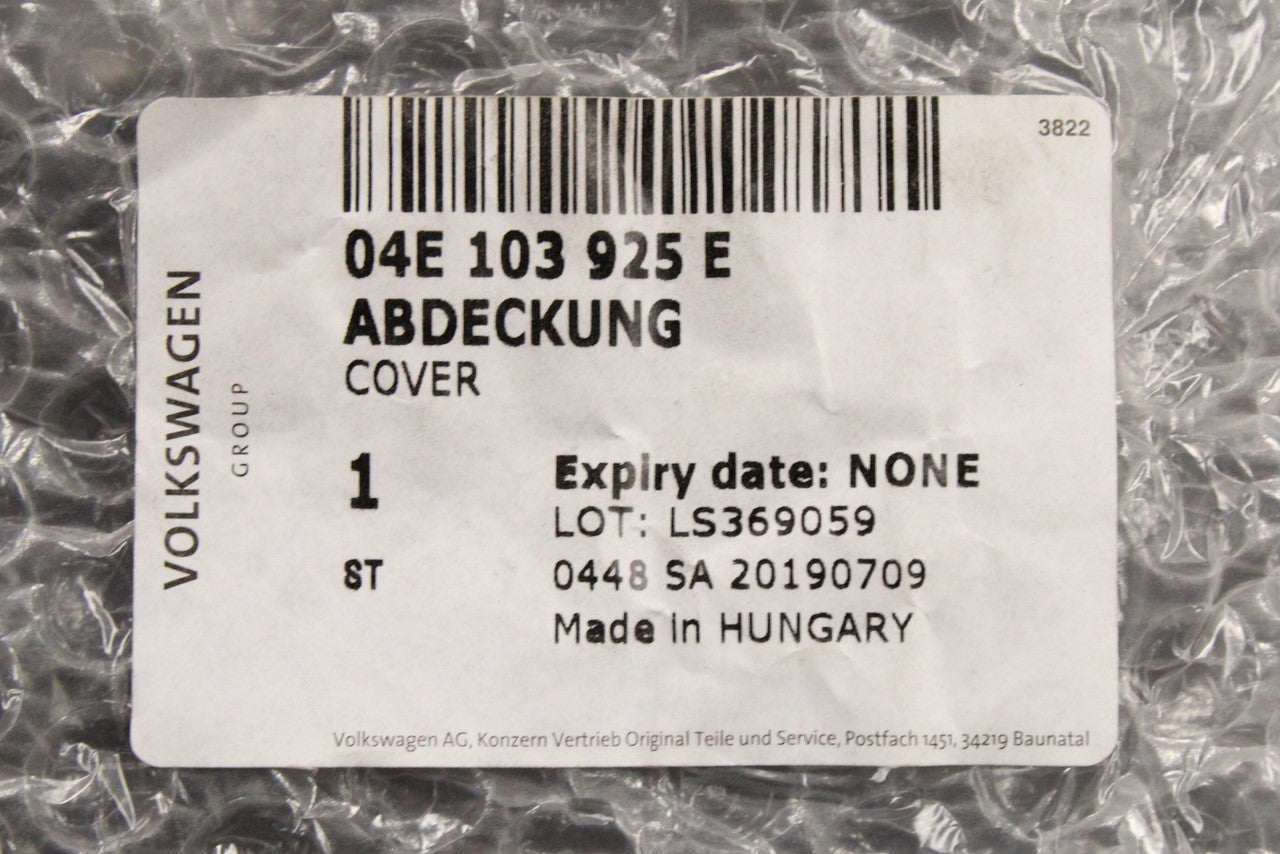 3822
04E 103 925 E
ABDECKUNG
COVER
VOLKSWAGEN
GROUP
1
Expiry date: NONE
LOT: LS369059
ST
0448 SA 20190709
Made in HUNGARY
Volkswagen AG, Konzern Vertrieb Original Teile und Service, Postfach 1451, 34219 Baunatal